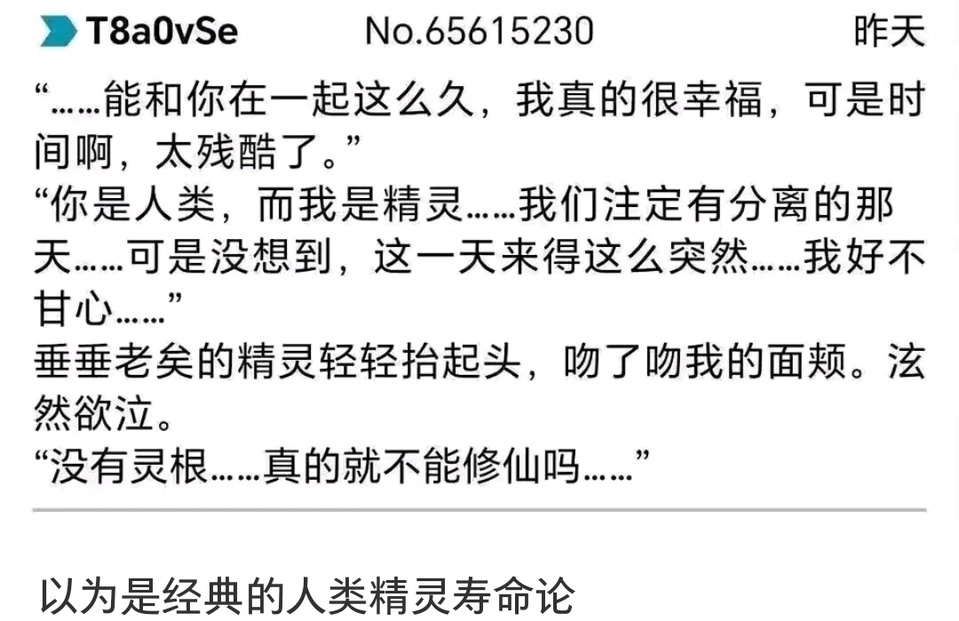 T8a0vSe No.65615230 昨天
“……能和你在一起这么久，我真的很幸福，可是时
间啊，太残酷了。”
“你是人类，而我是精灵……我们注定有分离的那
天……可是没想到，这一天来得这么突然……我好不
甘心……”
垂垂老矣的精灵轻轻抬起头，吻了吻我的面颊。泫
然欲泣。
“没有灵根……真的就不能修仙吗……”
以为是经典的人类精灵寿命论